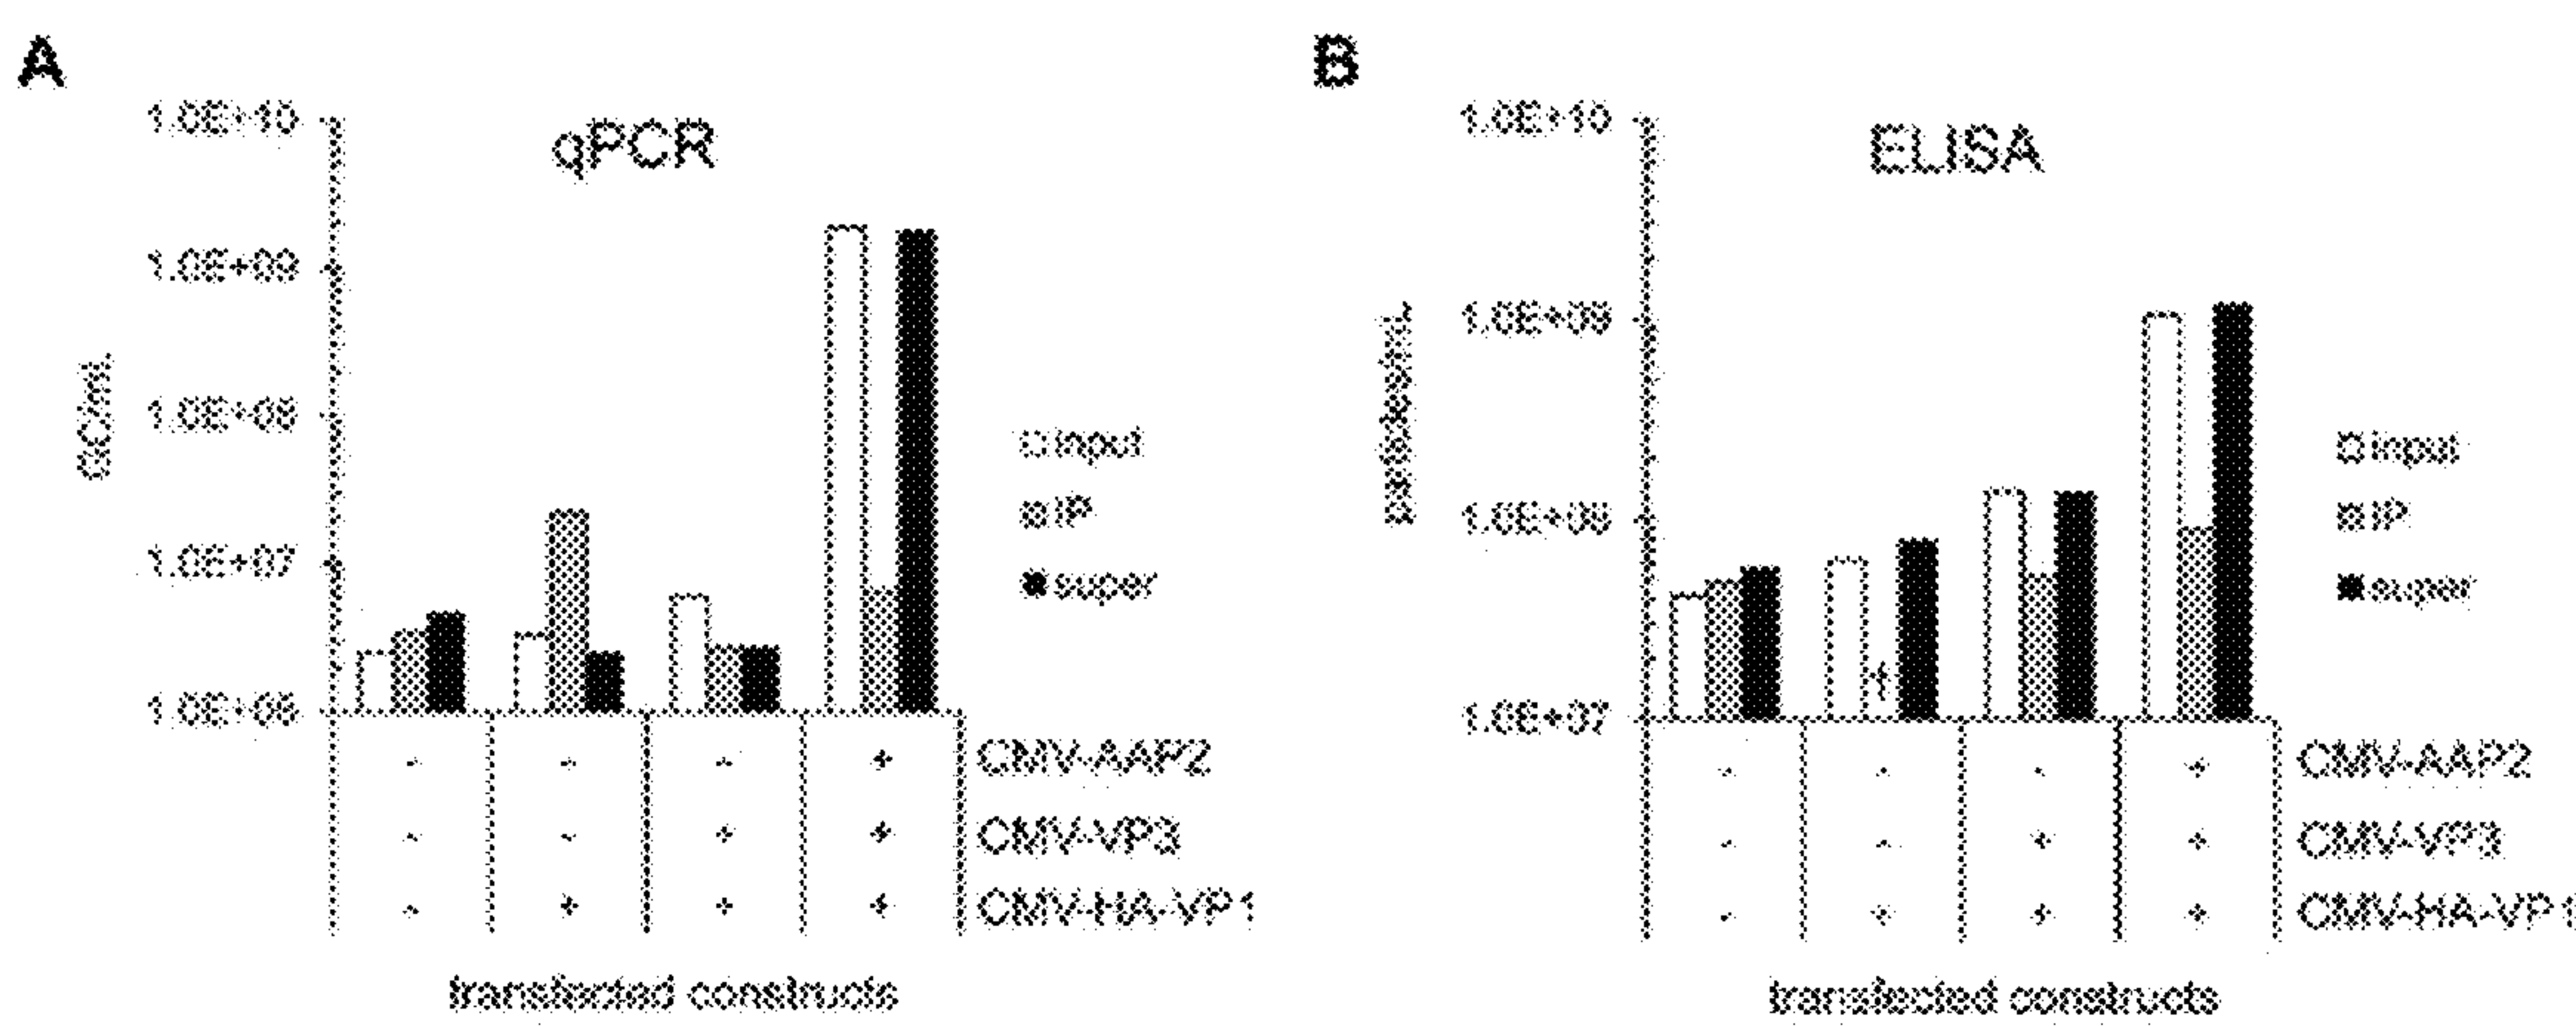 A
qPCR
1.0E+10
1.0E+09
1.0E+08
1.0E+07
1.0E+06
GC/mL
input
IP
super
- - - + CMV-AAP2
- - + + CMV-VP3
- + + + CMV-HA-VP1
transfected constructs
B
ELISA
1.0E+10
1.0E+09
1.0E+08
1.0E+07
particles/mL
input
IP
super
†
- - - + CMV-AAP2
- - + + CMV-VP3
- + + + CMV-HA-VP1
transfected constructs